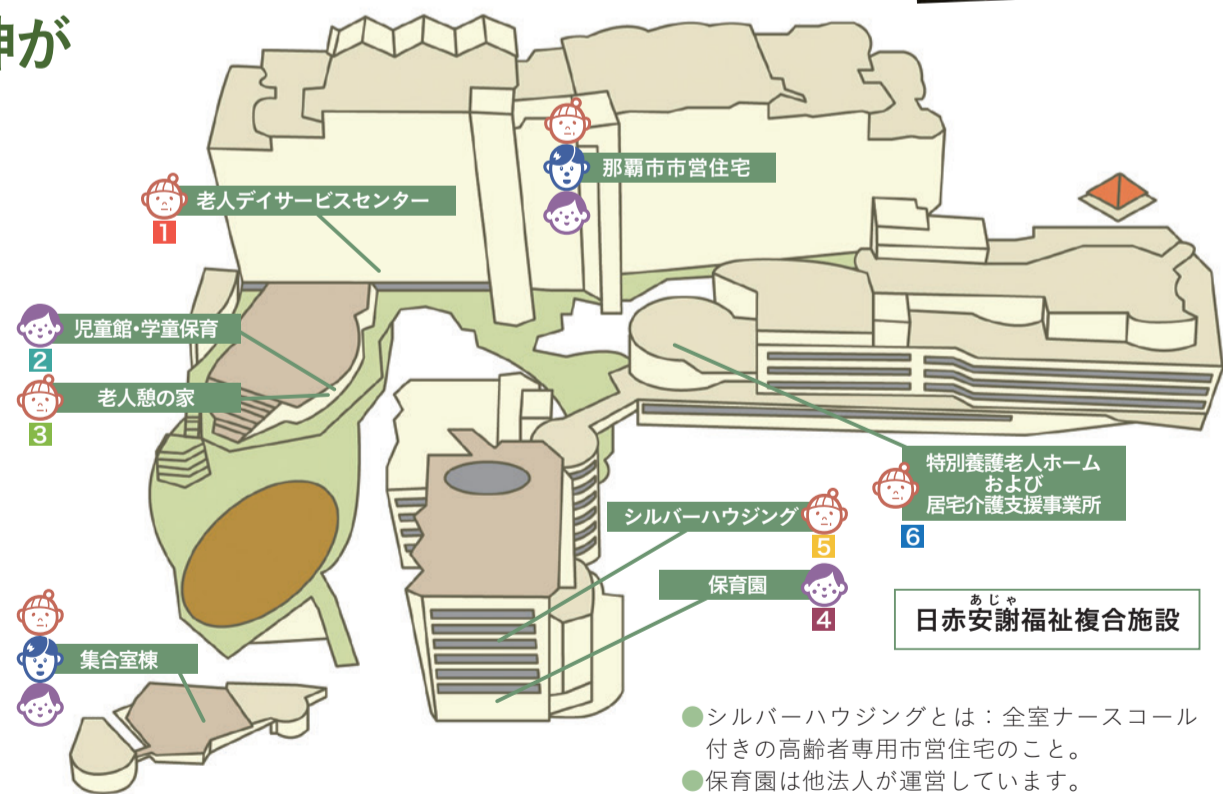 神が
那覇市市営住宅
老人デイサービスセンター
1
児童館・学童保育
2
老人憩の家
3
特別養護老人ホーム
および
居宅介護支援事業所
6
シルバーハウジング
5
保育園
4
あじゃ
日赤安謝福祉複合施設
集合室棟
●シルバーハウジングとは：全室ナースコール
付きの高齢者専用市営住宅のこと。
●保育園は他法人が運営しています。